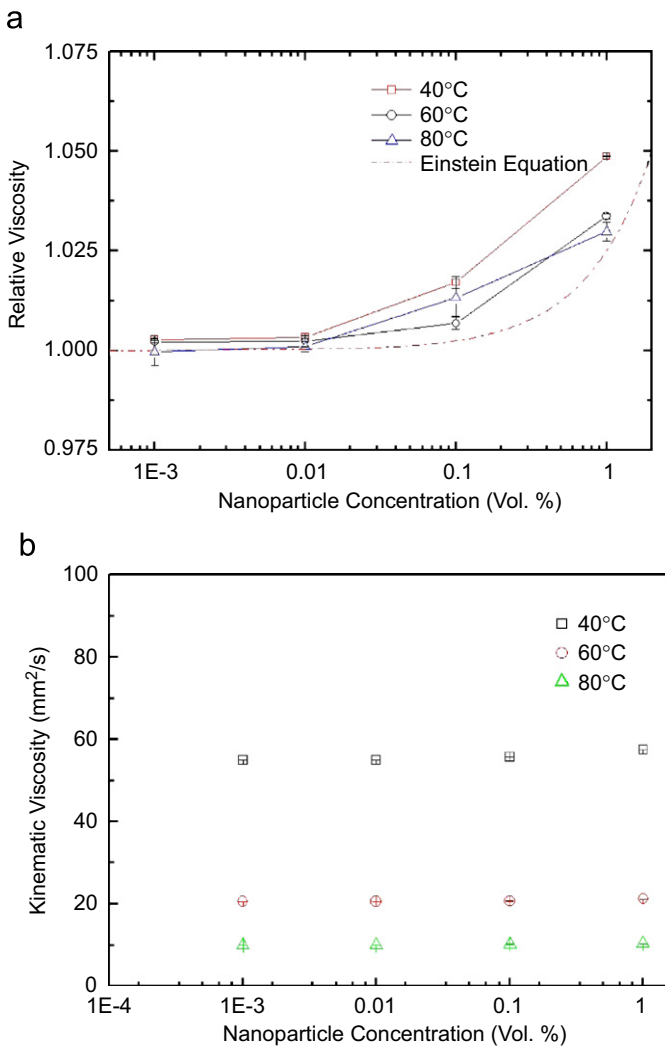 a
1.075
1.050
1.025
1.000
0.975
Relative Viscosity
40°C
60°C
80°C
Einstein Equation
1E-3 0.01 0.1 1
Nanoparticle Concentration (Vol. %)
b
100
80
60
40
20
0
Kinematic Viscosity (mm²/s)
40°C
60°C
80°C
1E-4 1E-3 0.01 0.1 1
Nanoparticle Concentration (Vol. %)